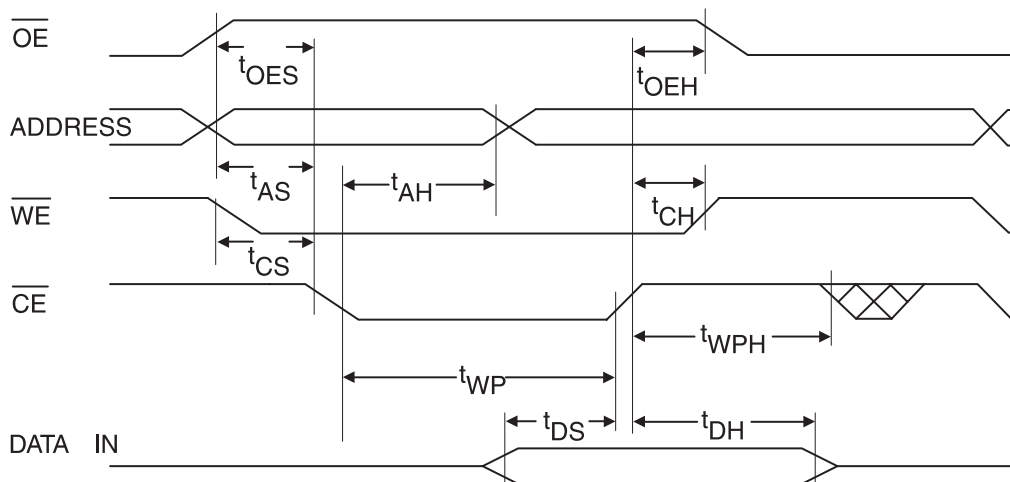 OE
tOES
tOEH
ADDRESS
tAS
tAH
tCH
WE
tCS
CE
tWPH
tWP
tDS
tDH
DATA IN